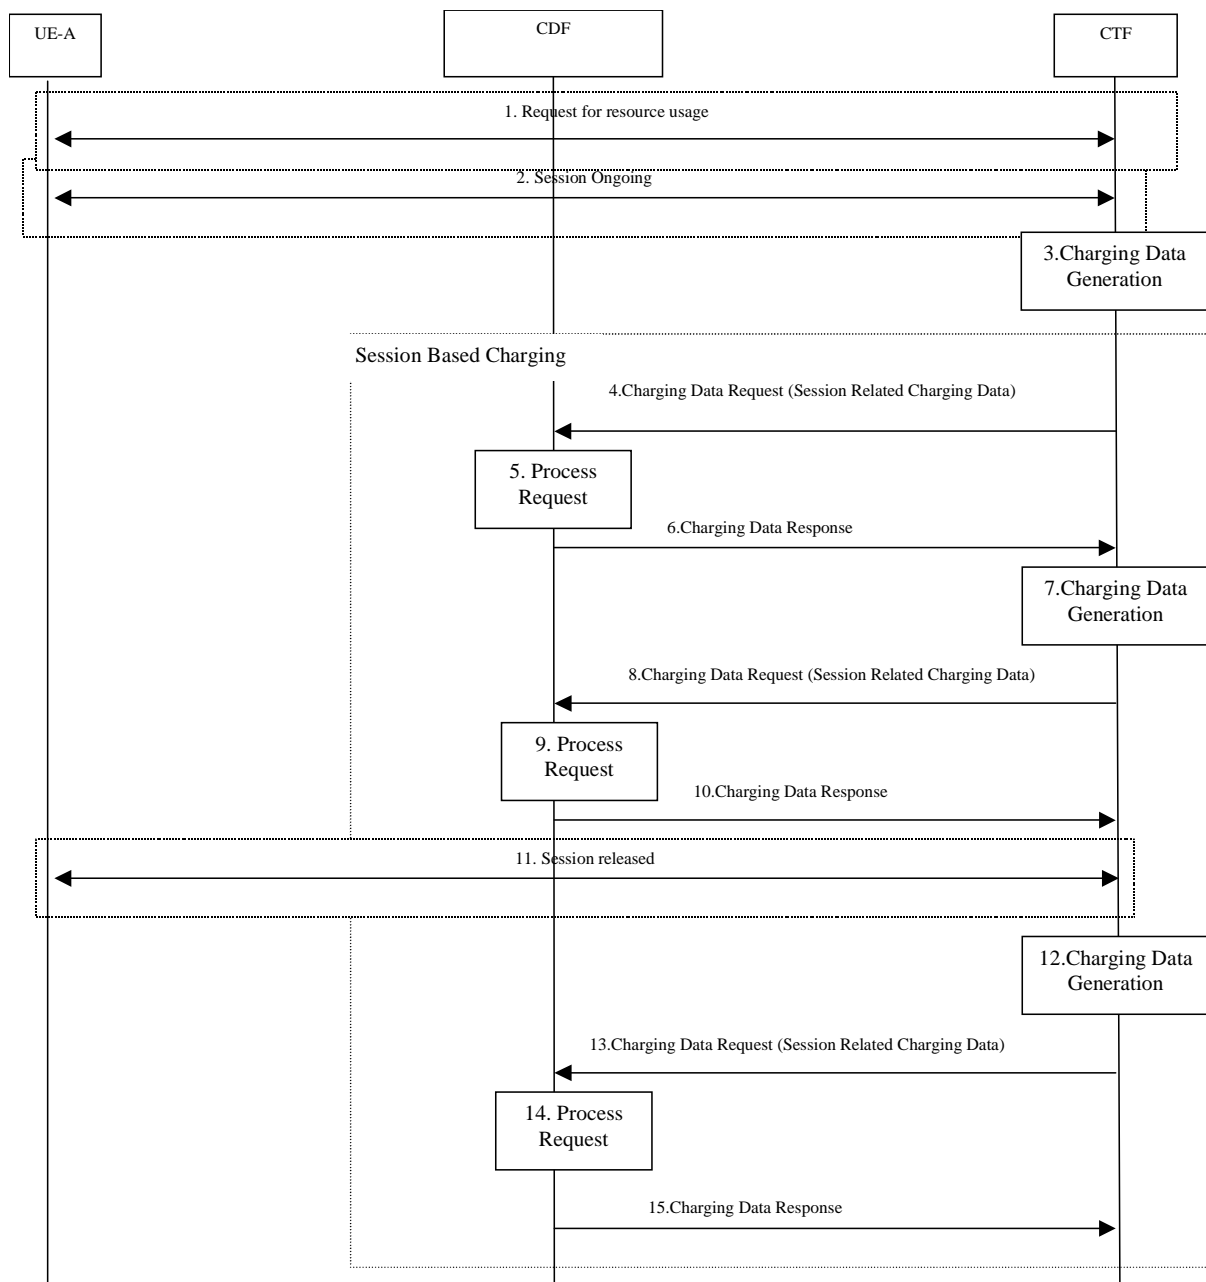 UE-A
CDF
CTF
1. Request for resource usage
2. Session Ongoing
3.Charging Data
Generation
Session Based Charging
4.Charging Data Request (Session Related Charging Data)
5. Process
Request
6.Charging Data Response
7.Charging Data
Generation
8.Charging Data Request (Session Related Charging Data)
9. Process
Request
10.Charging Data Response
11. Session released
12.Charging Data
Generation
13.Charging Data Request (Session Related Charging Data)
14. Process
Request
15.Charging Data Response